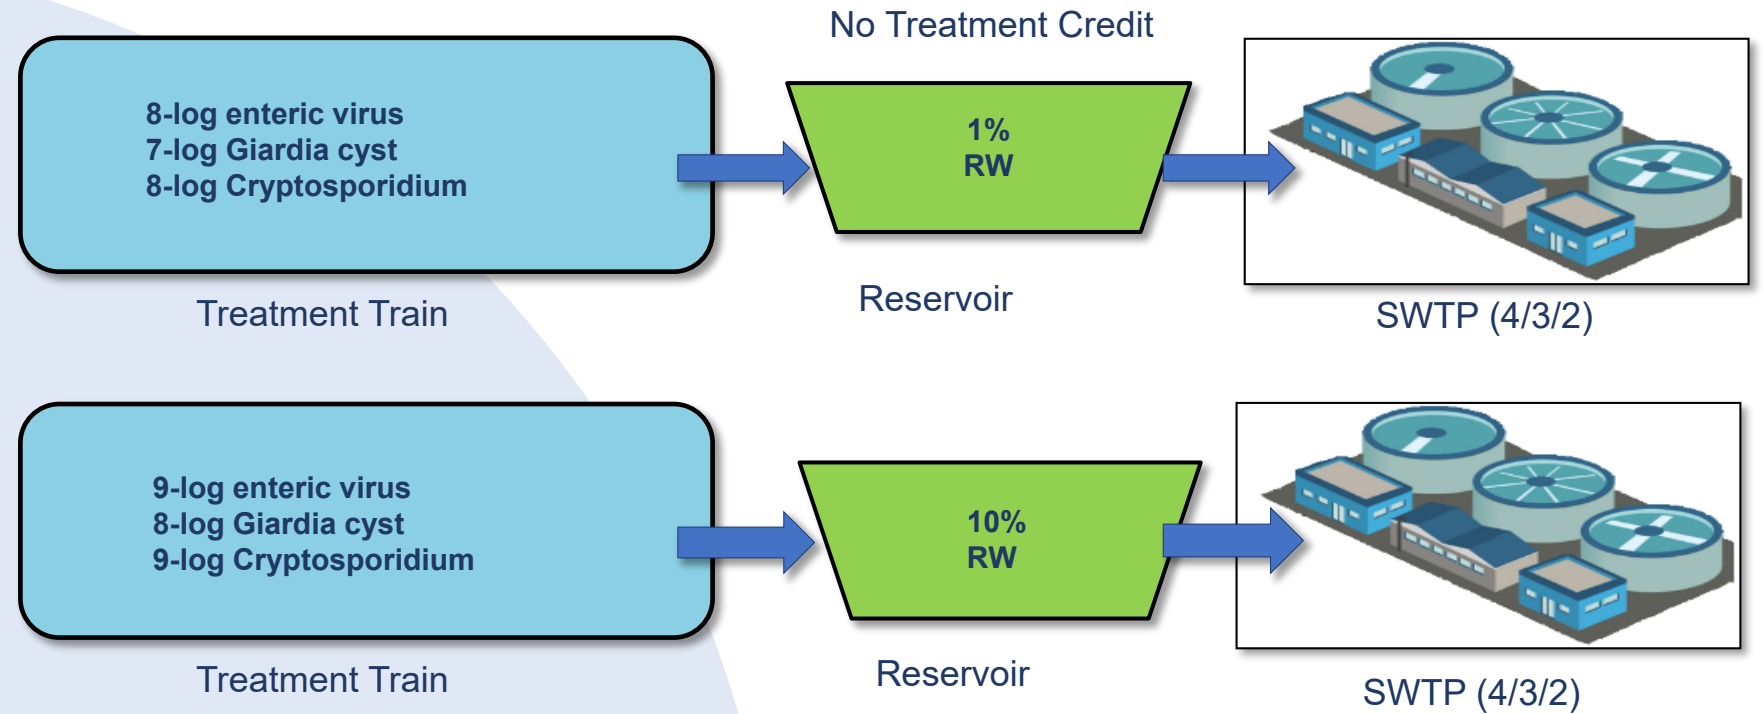 No Treatment Credit
8-log enteric virus
7-log Giardia cyst
8-log Cryptosporidium
1%
RW
Treatment Train
Reservoir
SWTP (4/3/2)
9-log enteric virus
8-log Giardia cyst
9-log Cryptosporidium
10%
RW
Treatment Train
Reservoir
SWTP (4/3/2)